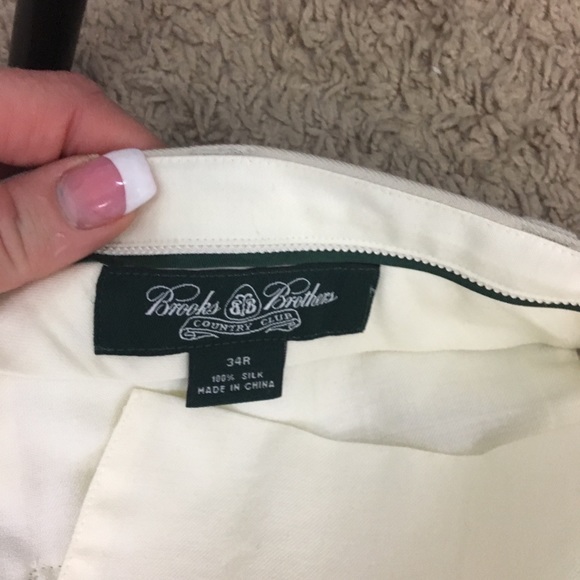 Brooks Brothers
COUNTRY CLUB
34R
100% SILK
MADE IN CHINA